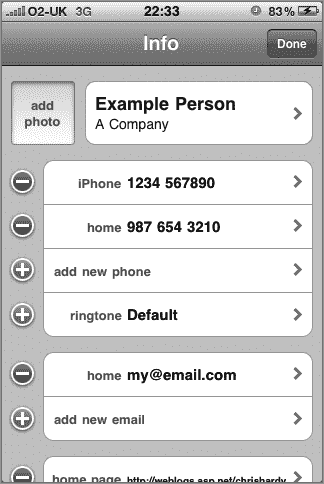 O2-UK 3G 22:33 83%
Info Done
add
photo
Example Person
A Company
iPhone 1234 567890
home 987 654 3210
add new phone
ringtone Default
home my@email.com
add new email
home page http://weblogs.asp.net/chrishardy